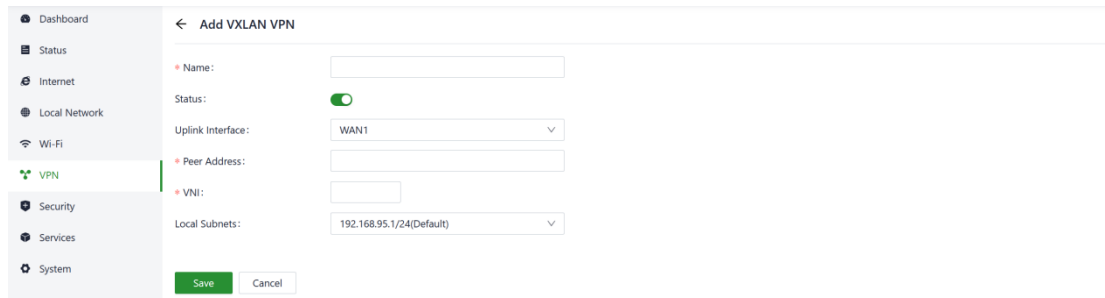 Dashboard
Status
Internet
Local Network
Wi-Fi
VPN
Security
Services
System
Add VXLAN VPN
* Name:
Status:
Uplink Interface: WAN1
* Peer Address:
* VNI:
Local Subnets: 192.168.95.1/24(Default)
Save Cancel